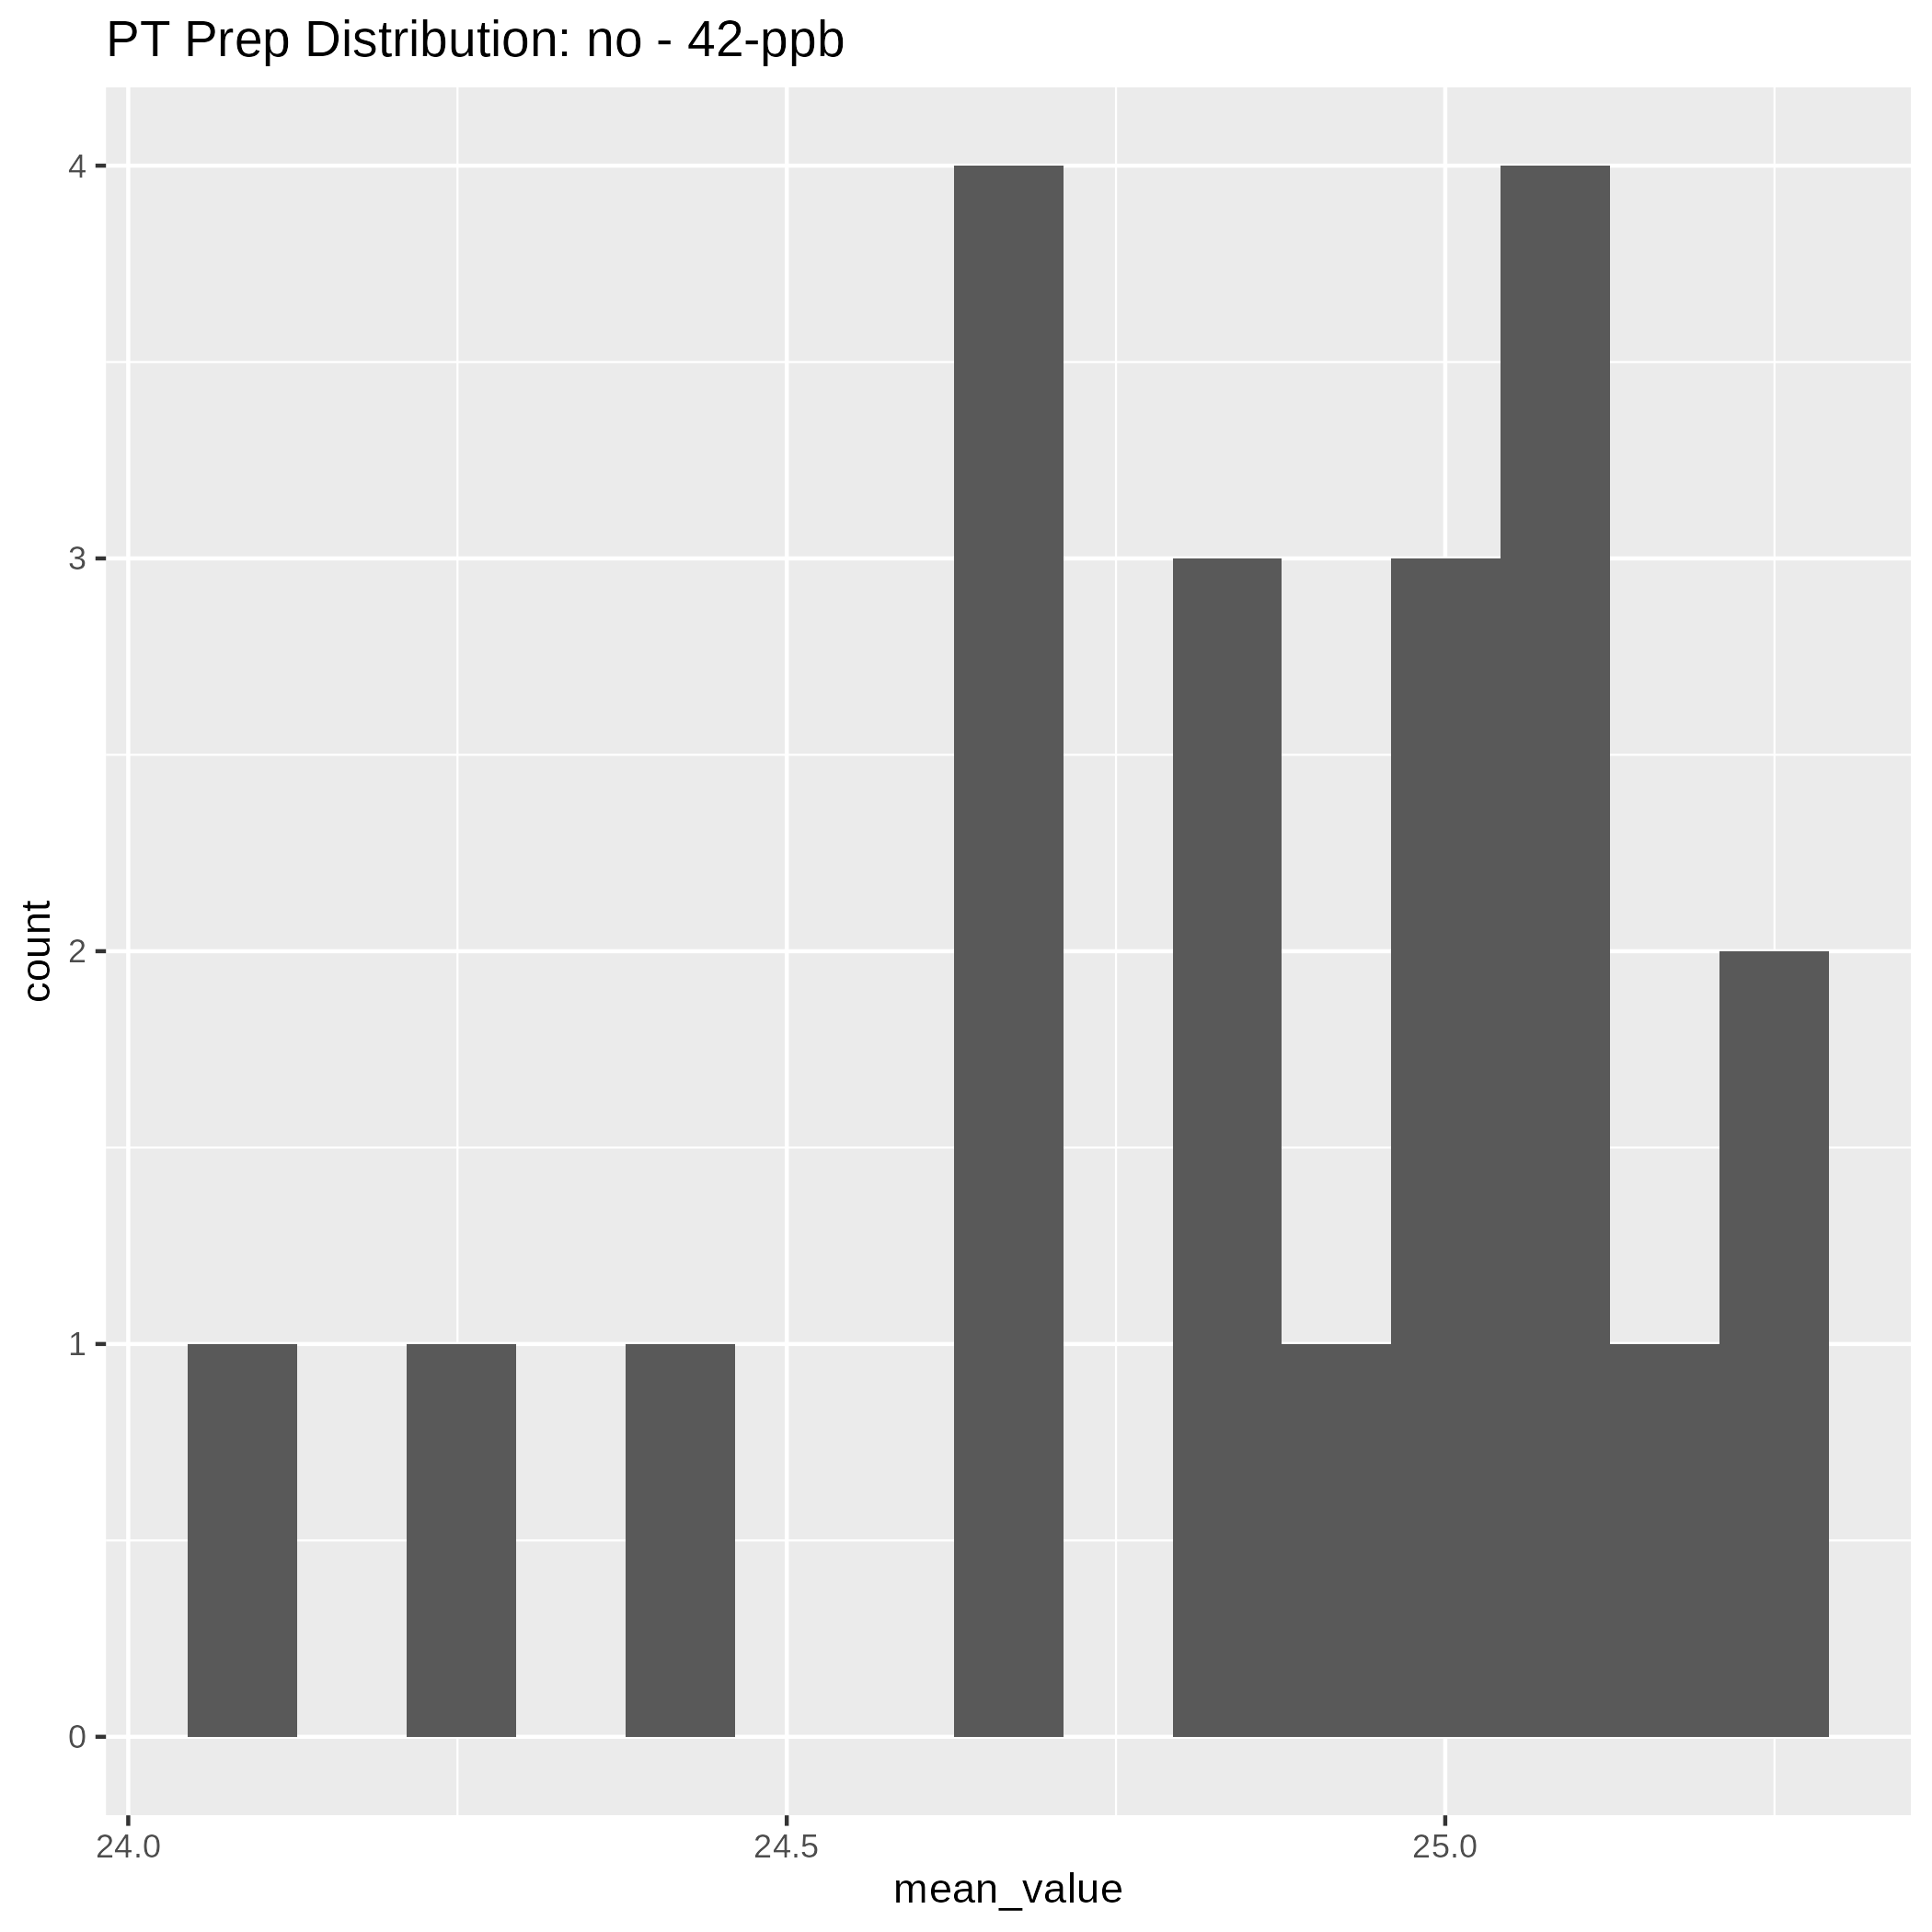 PT Prep Distribution: no - 42-ppb
4
3
2
1
0
count
24.0
24.5
25.0
mean_value